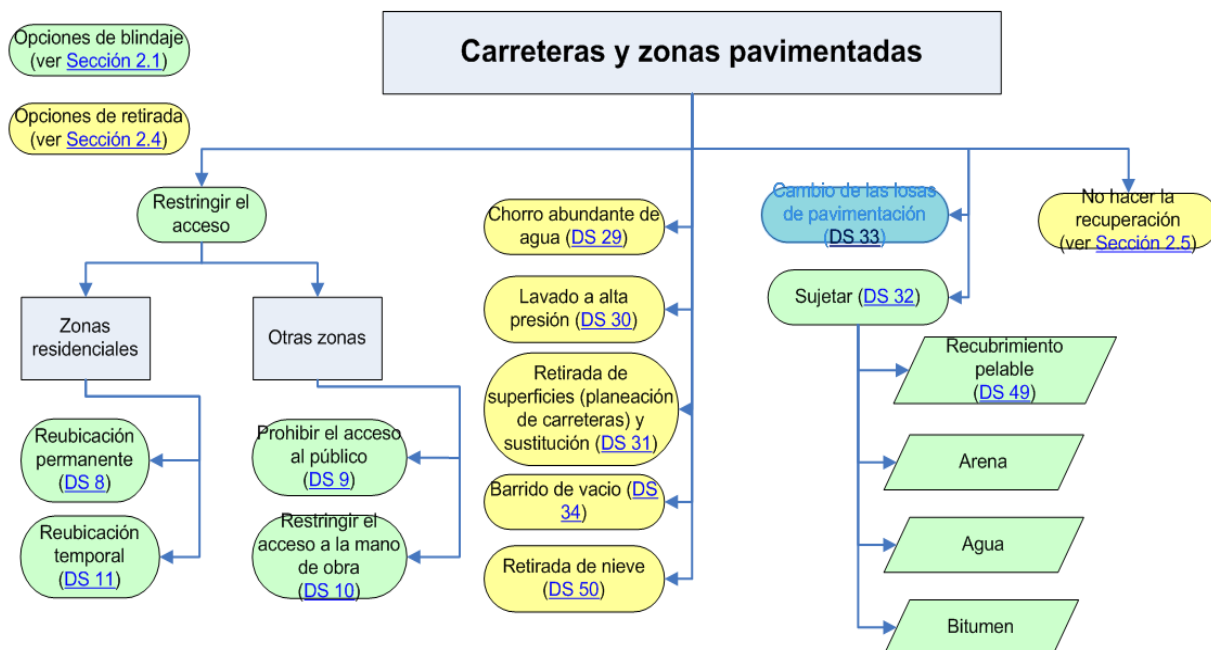 Opciones de blindaje
(ver Sección 2.1)
Carreteras y zonas pavimentadas
Opciones de retirada
(ver Sección 2.4)
Restringir el
acceso
Zonas
residenciales
Otras zonas
Reubicación
permanente
(DS 8)
Reubicación
temporal
(DS 11)
Prohibir el acceso
al público
(DS 9)
Restringir el
acceso a la mano
de obra
(DS 10)
Chorro abundante de
agua (DS 29)
Lavado a alta
presión (DS 30)
Retirada de
superficies (planeación
de carreteras) y
sustitución (DS 31)
Barrido de vacio (DS
34)
Retirada de nieve
(DS 50)
Cambio de las losas
de pavimentación
(DS 33)
Sujetar (DS 32)
Recubrimiento
pelable
(DS 49)
Arena
Agua
Bitumen
No hacer la
recuperación
(ver Sección 2.5)